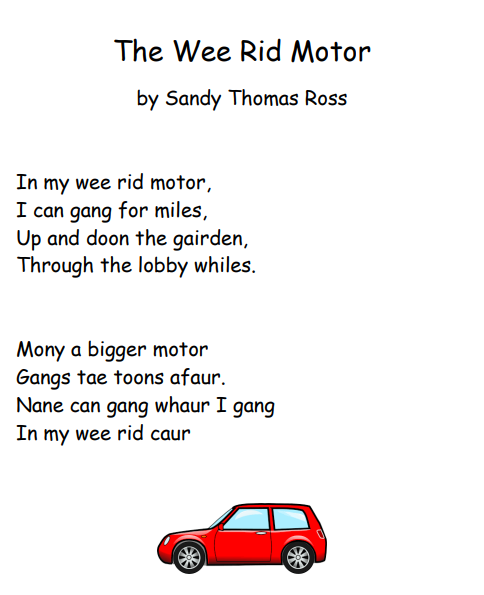 The Wee Rid Motor
by Sandy Thomas Ross
In my wee rid motor,
I can gang for miles,
Up and doon the gairden,
Through the lobby whiles.
Mony a bigger motor
Gangs tae toons afaur.
Nane can gang whaur I gang
In my wee rid caur